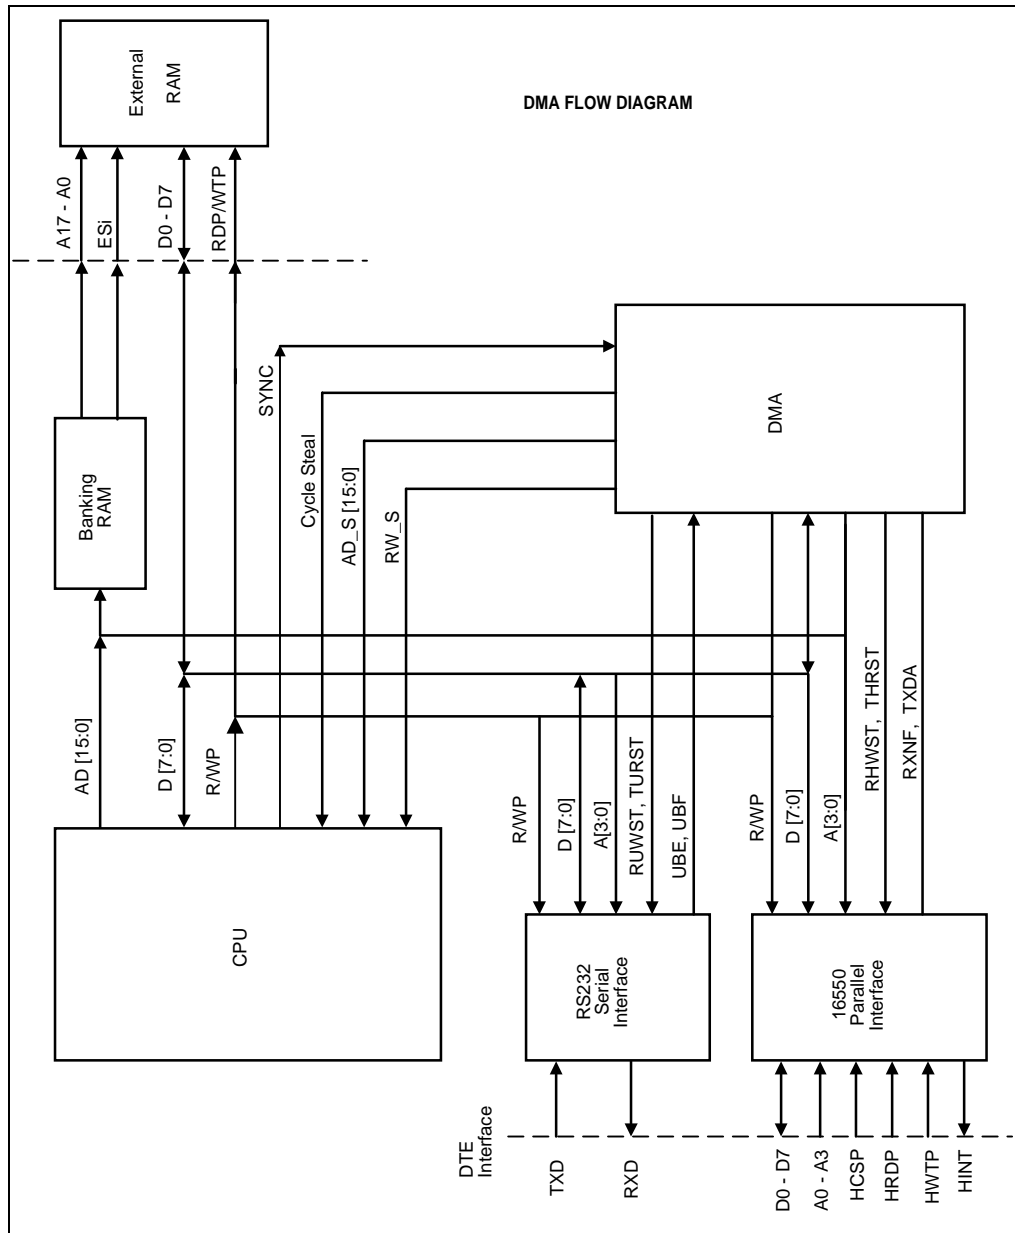 DMA FLOW DIAGRAM
External
RAM
A17 - A0
ESi
D0 - D7
RDP/WTP
Banking
RAM
SYNC
Cycle Steal
AD_S [15:0]
RW_S
DMA
AD [15:0]
D [7:0]
R/WP
CPU
R/WP
D [7:0]
A[3:0]
RUWST, TURST
UBE, UBF
R/WP
D [7:0]
A[3:0]
RHWST, THRST
RXNF, TXDA
RS232
Serial
Interface
16550
Parallel
Interface
DTE
Interface
TXD
RXD
D0 - D7
A0 - A3
HCSP
HRDP
HWTP
HINT